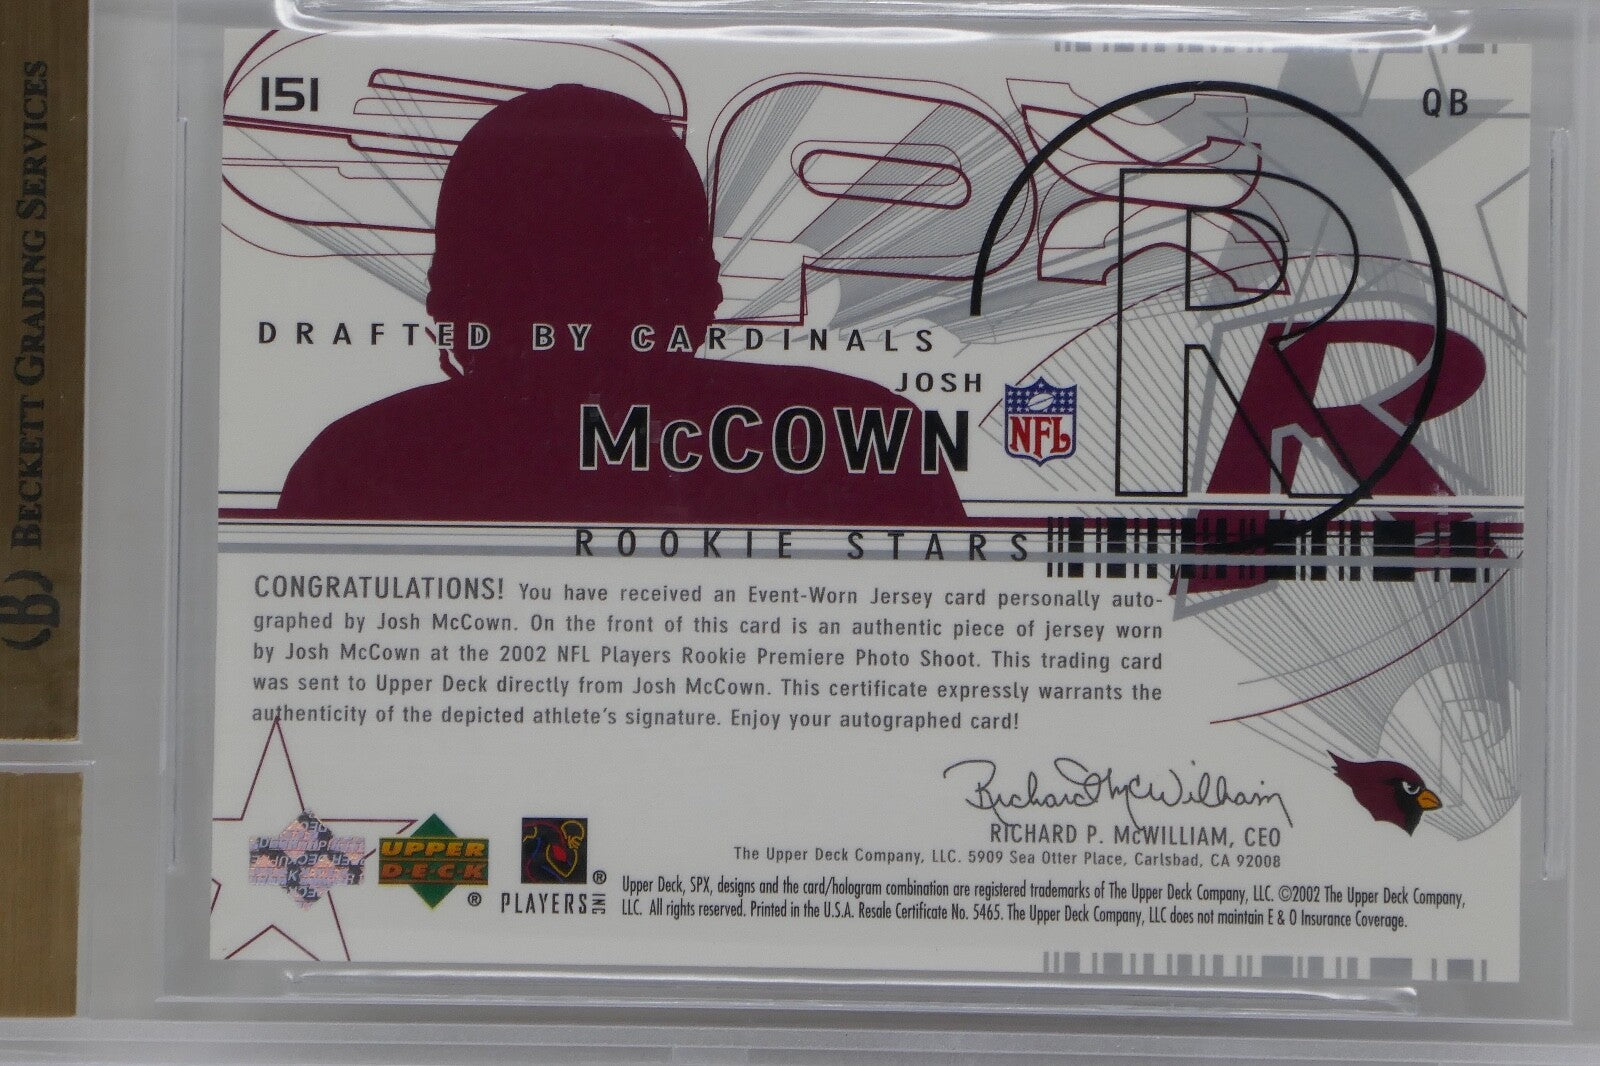 BECKETT GRADING SERVICES
151
QB
DRAFTED BY CARDINALS
JOSH
McCOWN
NFL
R
R
ROOKIE STARS
CONGRATULATIONS! You have received an Event-Worn Jersey card personally auto-
graphed by Josh McCown. On the front of this card is an authentic piece of jersey worn
by Josh McCown at the 2002 NFL Players Rookie Premiere Photo Shoot. This trading card
was sent to Upper Deck directly from Josh McCown. This certificate expressly warrants the
authenticity of the depicted athlete's signature. Enjoy your autographed card!
Richard McWilliam
RICHARD P. McWILLIAM, CEO
The Upper Deck Company, LLC. 5909 Sea Otter Place, Carlsbad, CA 92008
UPPER
DECK
®
PLAYERS INC ®
Upper Deck, SPX, designs and the card/hologram combination are registered trademarks of The Upper Deck Company, LLC. ©2002 The Upper Deck Company,
LLC. All rights reserved. Printed in the U.S.A. Resale Certificate No. 5465. The Upper Deck Company, LLC does not maintain E & O Insurance Coverage.